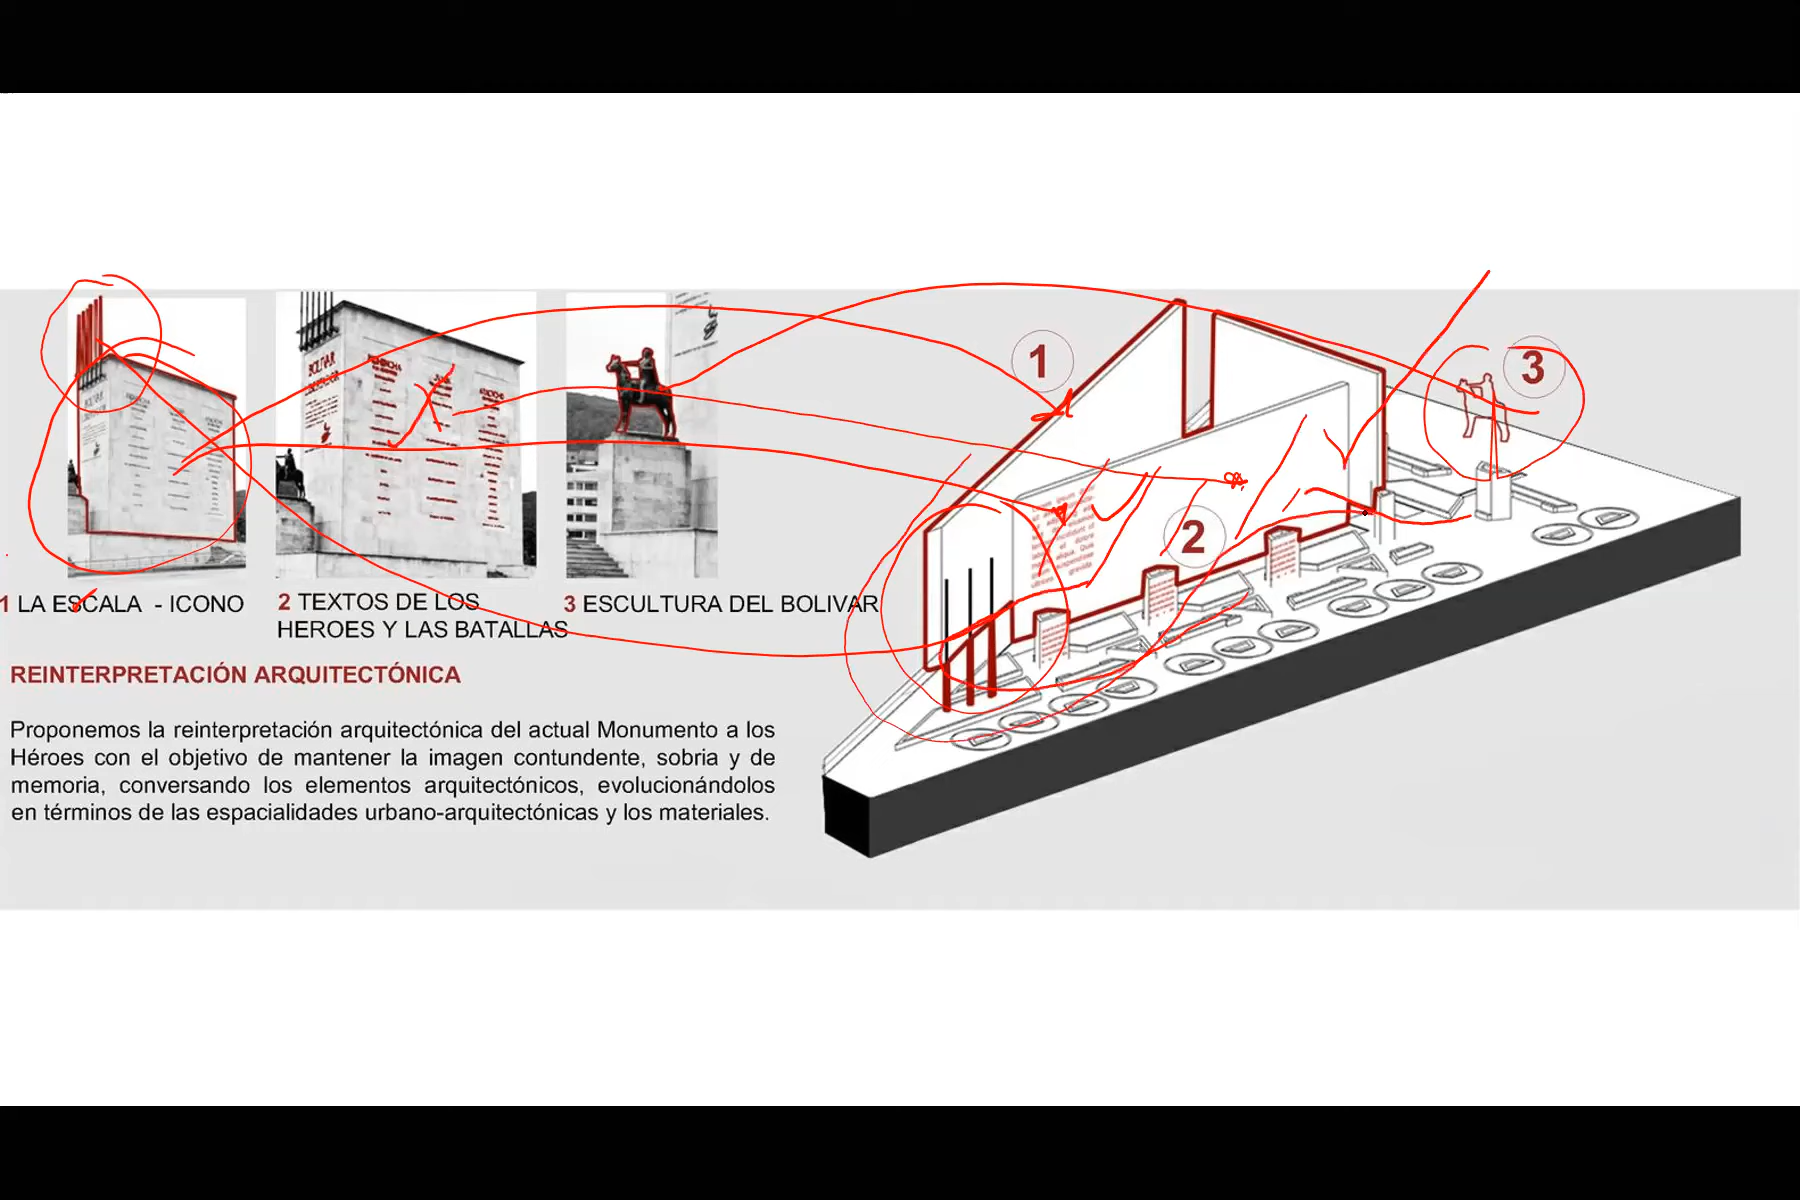 1 LA ESCALA - ICONO
2 TEXTOS DE LOS
HEROES Y LAS BATALLAS
3 ESCULTURA DEL BOLIVAR
REINTERPRETACIÓN ARQUITECTÓNICA
Proponemos la reinterpretación arquitectónica del actual Monumento a los
Héroes con el objetivo de mantener la imagen contundente, sobria y de
memoria, conversando los elementos arquitectónicos, evolucionándolos
en términos de las espacialidades urbano-arquitectónicas y los materiales.
1
2
3